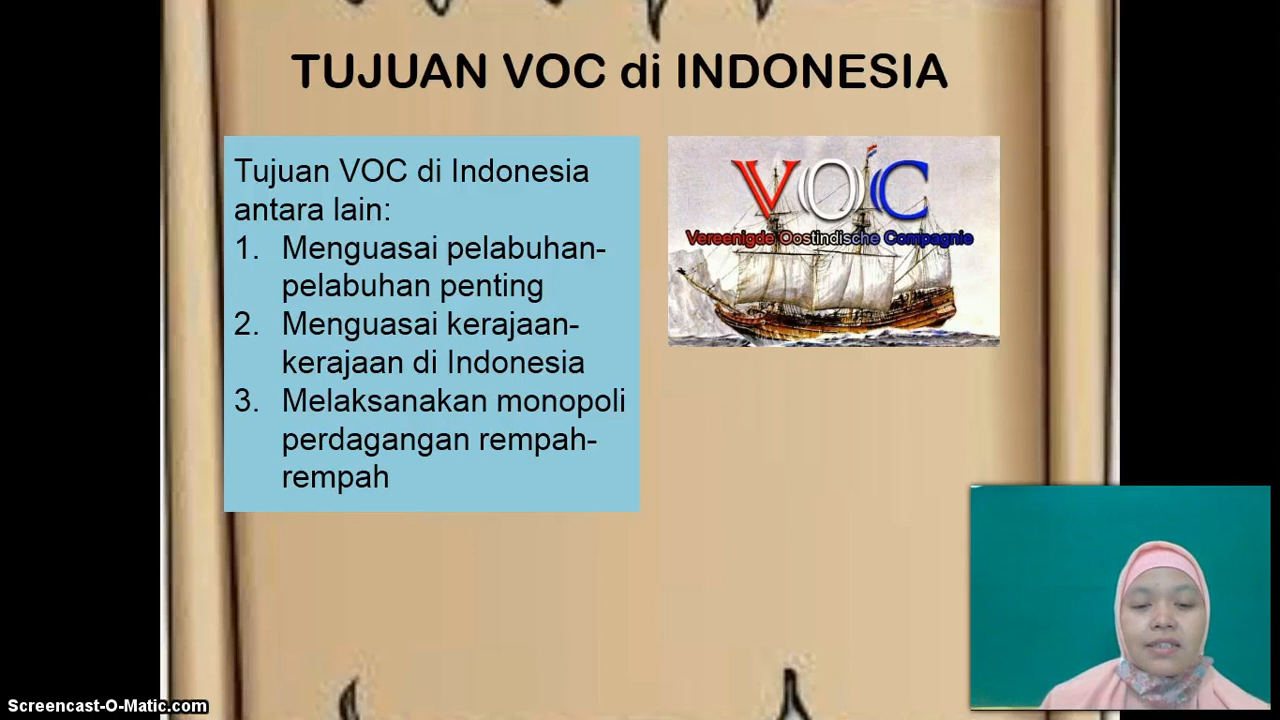 TUJUAN VOC di INDONESIA
Tujuan VOC di Indonesia
antara lain:
1. Menguasai pelabuhan-
pelabuhan penting
2. Menguasai kerajaan-
kerajaan di Indonesia
3. Melaksanakan monopoli
perdagangan rempah-
rempah
VOC
Vereenigde Oostindische Compagnie
Screencast-O-Matic.com